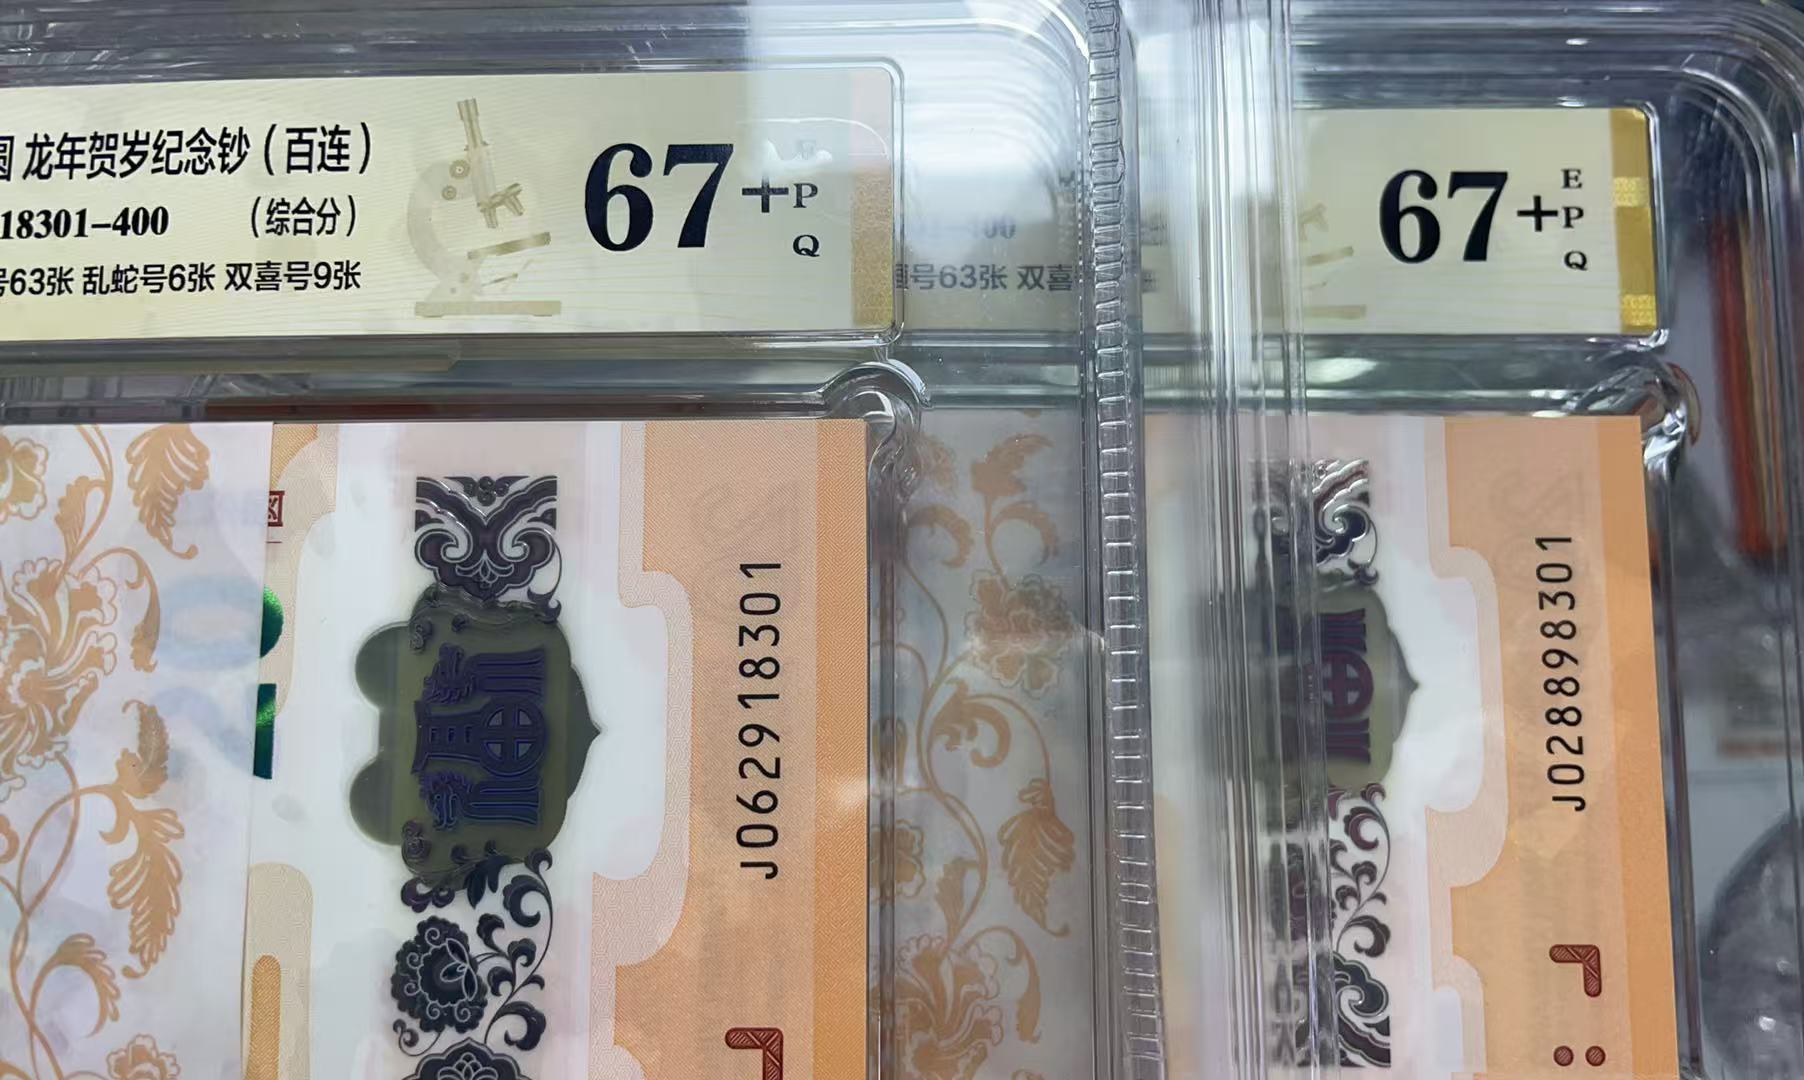 圆 龙年贺岁纪念钞（百连）
18301-400 （综合分）
号63张 乱蛇号6张 双喜号9张
67+
E
P
Q
号63张 双喜
67+
E
P
Q
J062918301
J028898301